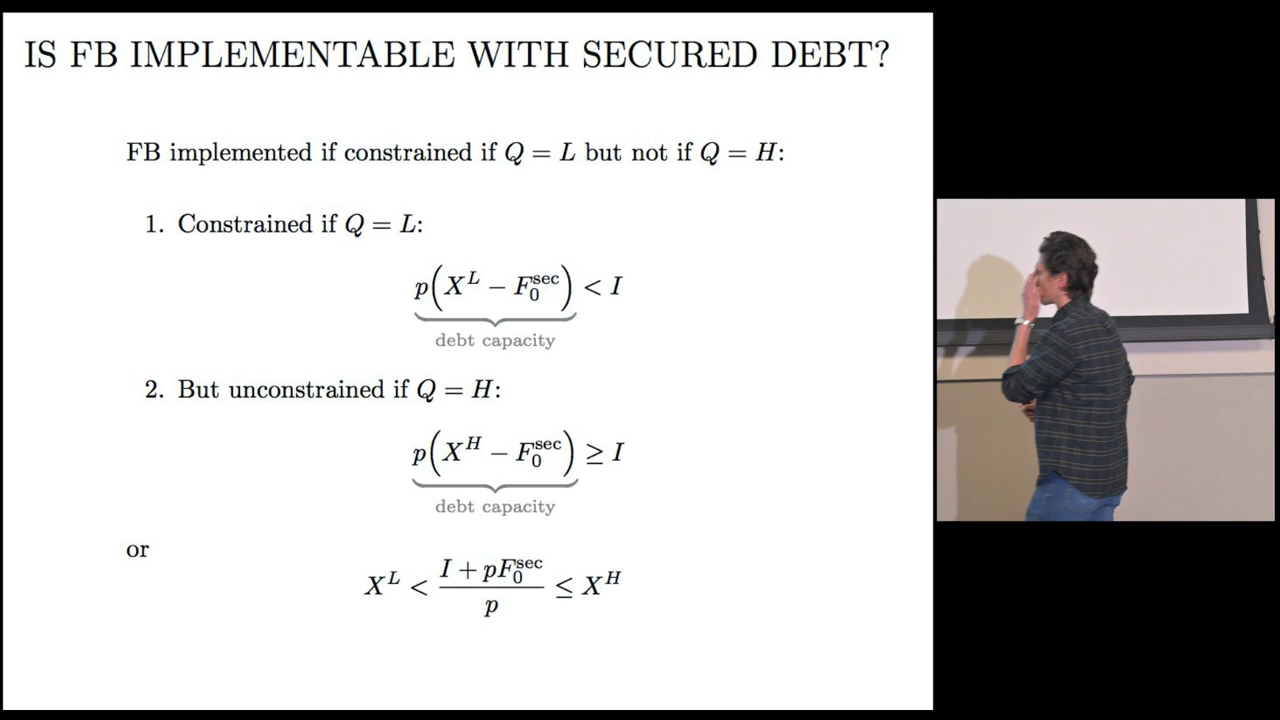 IS FB IMPLEMENTABLE WITH SECURED DEBT?
FB implemented if constrained if Q = L but not if Q = H:
1. Constrained if Q = L:
p(X^L − F_0^sec) < I
debt capacity
2. But unconstrained if Q = H:
p(X^H − F_0^sec) ≥ I
debt capacity
or
X^L < (I + pF_0^sec)/p ≤ X^H